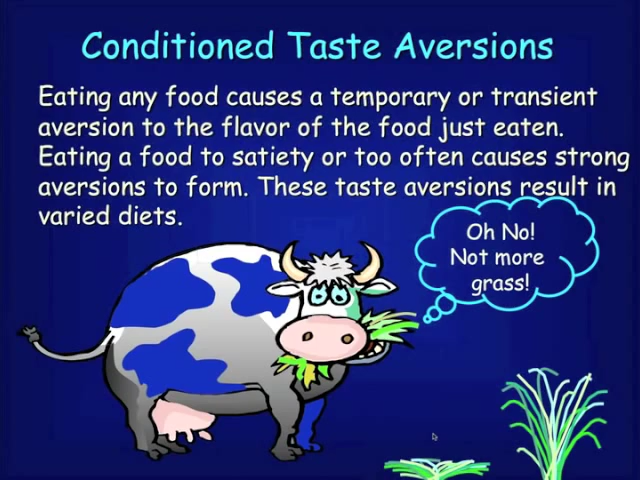 Conditioned Taste Aversions
Eating any food causes a temporary or transient
aversion to the flavor of the food just eaten.
Eating a food to satiety or too often causes strong
aversions to form. These taste aversions result in
varied diets.
Oh No!
Not more
grass!